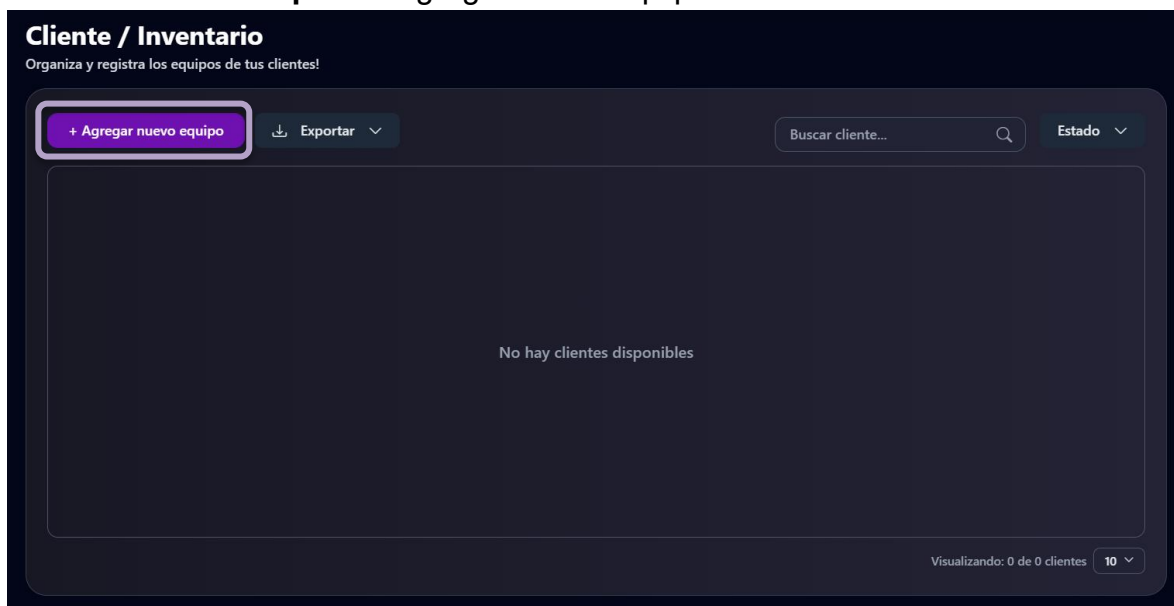 Cliente / Inventario
Organiza y registra los equipos de tus clientes!
+ Agregar nuevo equipo Exportar Buscar cliente... Estado
No hay clientes disponibles
Visualizando: 0 de 0 clientes 10